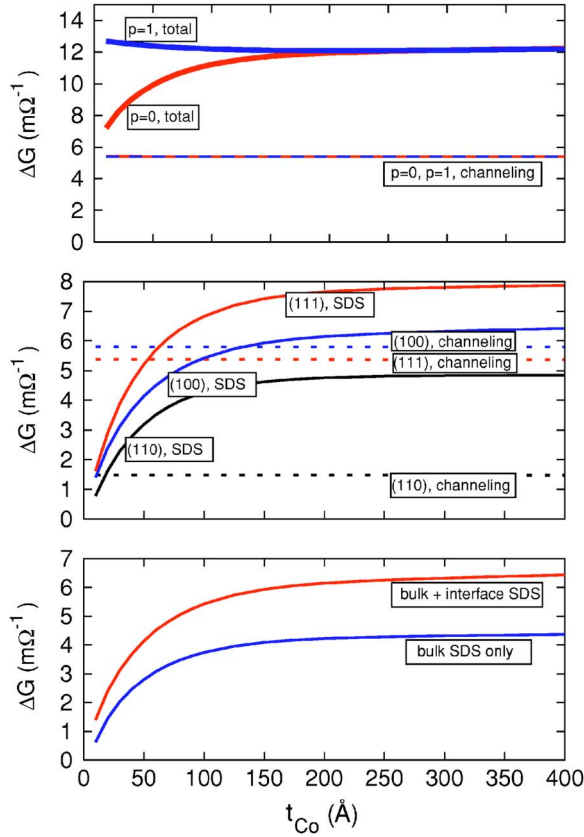 14
12
10
8
6
4
2
0
ΔG (mΩ⁻¹)
p=1, total
p=0, total
p=0, p=1, channeling
8
7
6
5
4
3
2
1
0
ΔG (mΩ⁻¹)
(111), SDS
(100), channeling
(111), channeling
(100), SDS
(110), SDS
(110), channeling
7
6
5
4
3
2
1
0
ΔG (mΩ⁻¹)
bulk + interface SDS
bulk SDS only
0 50 100 150 200 250 300 350 400
t_Co (Å)